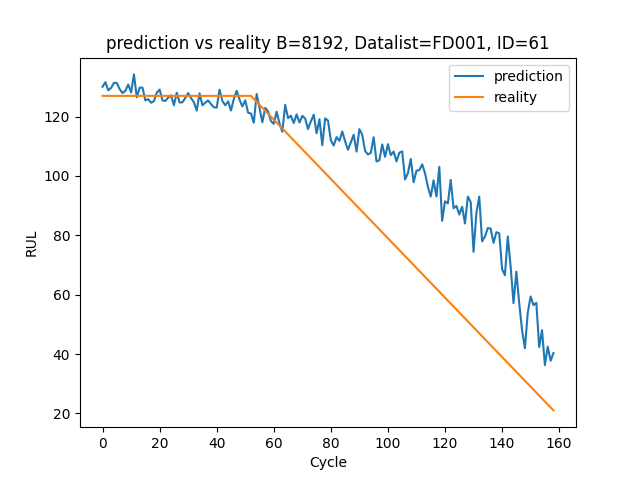 prediction vs reality B=8192, Datalist=FD001, ID=61
prediction
reality
RUL
120
100
80
60
40
20
0 20 40 60 80 100 120 140 160
Cycle